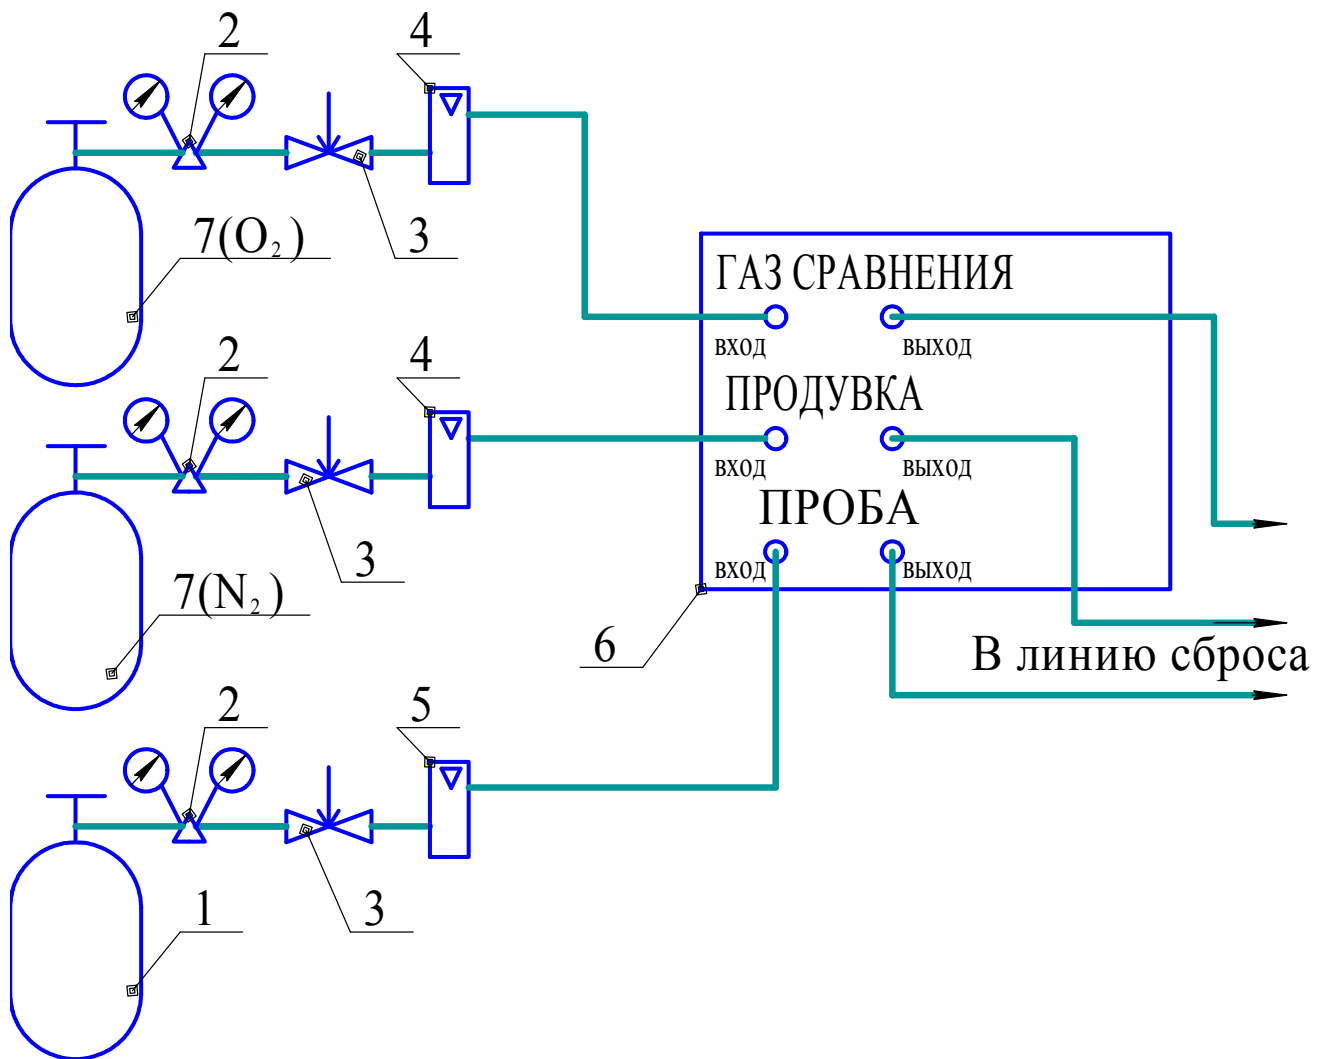 2
4
7(O₂)
3
ГАЗ СРАВНЕНИЯ
вход
выход
2
4
ПРОДУВКА
вход
выход
3
ПРОБА
вход
выход
7(N₂)
6
В линию сброса
2
5
1
3